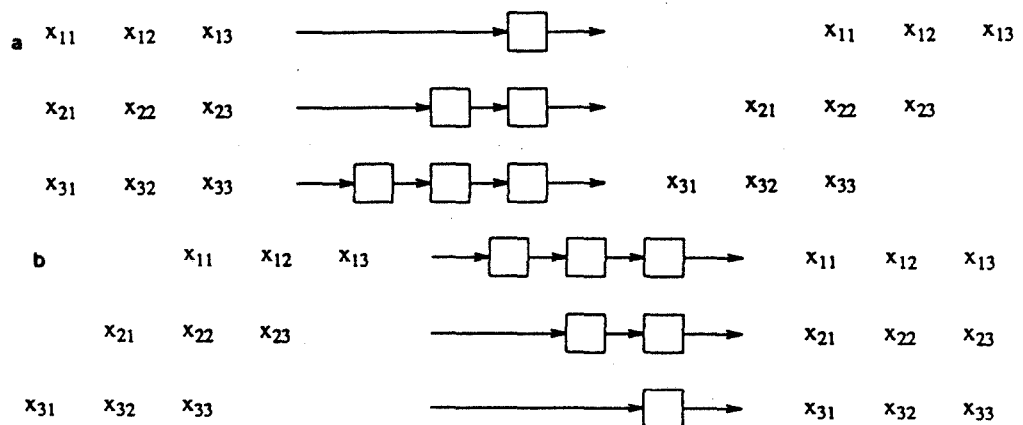 a x₁₁ x₁₂ x₁₃ x₁₁ x₁₂ x₁₃
x₂₁ x₂₂ x₂₃ x₂₁ x₂₂ x₂₃
x₃₁ x₃₂ x₃₃ x₃₁ x₃₂ x₃₃
b x₁₁ x₁₂ x₁₃ x₁₁ x₁₂ x₁₃
x₂₁ x₂₂ x₂₃ x₂₁ x₂₂ x₂₃
x₃₁ x₃₂ x₃₃ x₃₁ x₃₂ x₃₃